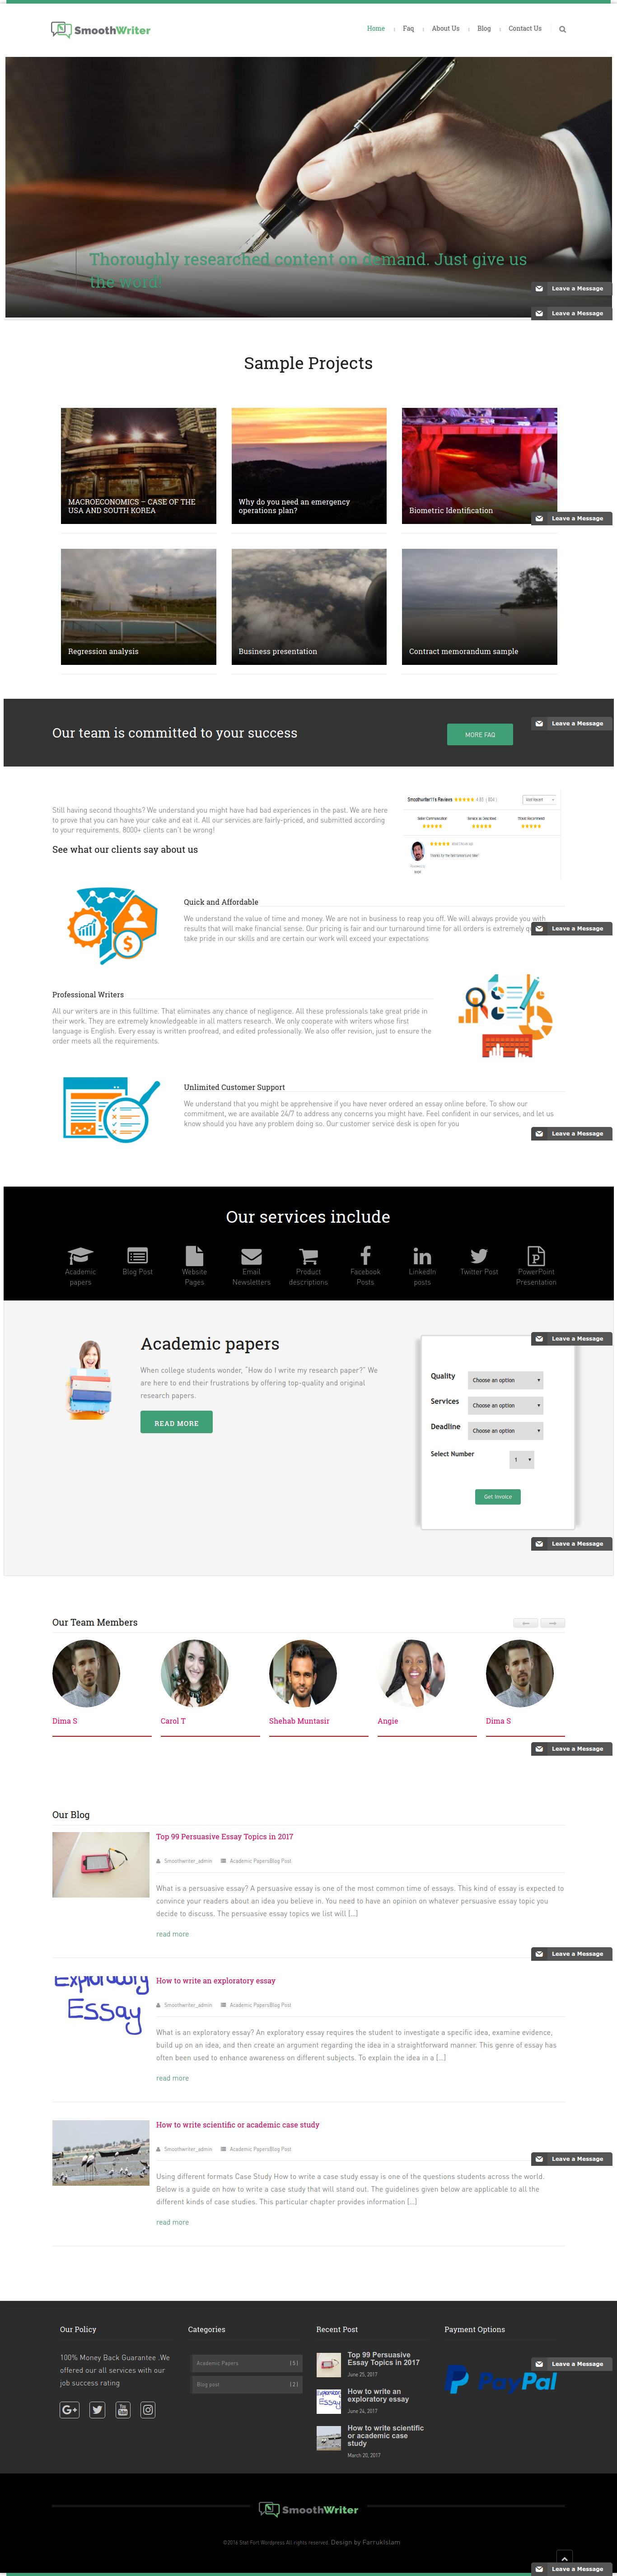 SmoothWriter
Home
Faq
About Us
Blog
Contact Us
Thoroughly researched content on demand. Just give us
the word!
Leave a Message
Leave a Message
Sample Projects
MACROECONOMICS – CASE OF THE
USA AND SOUTH KOREA
Why do you need an emergency
operations plan?
Biometric Identification
Leave a Message
Regression analysis
Business presentation
Contract memorandum sample
Our team is committed to your success
MORE FAQ
Leave a Message
Still having second thoughts? We understand you might have had bad experiences in the past. We are here
to prove that you can have your cake and eat it. All our services are fairly-priced, and submitted according
to your requirements. 8000+ clients can't be wrong!
See what our clients say about us
Reviews
Seller Communication
Service as Described
Quick and Affordable
We understand the value of time and money. We are not in business to reap you off. We will always provide you with
results that will make financial sense. Our pricing is fair and our turnaround time for all orders is extremely
take pride in our skills and are certain our work will exceed your expectations
Leave a Message
Professional Writers
All our writers are in this fulltime. That eliminates any chance of negligence. All these professionals take great pride in
their work. They are extremely knowledgeable in all matters research. We only cooperate with writers whose first
language is English. Every essay is written proofread, and edited professionally. We also offer revision, just to ensure the
order meets all the requirements.
Unlimited Customer Support
We understand that you might be apprehensive if you have never ordered an essay online before. To show our
commitment, we are available 24/7 to address any concerns you might have. Feel confident in our services, and let us
know should you have any problem doing so. Our customer service desk is open for you
Leave a Message
Our services include
Academic
papers
Blog Post
Website
Pages
Email
Newsletters
Product
descriptions
Facebook
Posts
LinkedIn
posts
Twitter Post
PowerPoint
Presentation
Leave a Message
Academic papers
When college students wonder, "How do I write my research paper?" We
are here to end their frustrations by offering top-quality and original
research papers.
READ MORE
Quality
Choose an option
Services
Choose an option
Deadline
Choose an option
Select Number
1
Get Invoice
Leave a Message
Our Team Members
Dima S
Carol T
Shehab Muntasir
Angie
Dima S
Leave a Message
Our Blog
Top 99 Persuasive Essay Topics in 2017
Smoothwriter_admin
Academic PapersBlog Post
What is a persuasive essay? A persuasive essay is one of the most common time of essays. This kind of essay is expected to
convince your readers about an idea you believe in. You need to have an opinion on whatever persuasive essay topic you
decide to discuss. The persuasive essay topics we list will [...]
read more
Leave a Message
Exploratory
Essay
How to write an exploratory essay
Smoothwriter_admin
Academic PapersBlog Post
What is an exploratory essay? An exploratory essay requires the student to investigate a specific idea, examine evidence,
build up on an idea, and then create an argument regarding the idea in a straightforward manner. This genre of essay has
often been used to enhance awareness on different subjects. To explain the idea in a [...]
read more
How to write scientific or academic case study
Smoothwriter_admin
Academic PapersBlog Post
Leave a Message
Using different formats Case Study How to write a case study essay is one of the questions students across the world.
Below is a guide on how to write a case study that will stand out. The guidelines given below are applicable to all the
different kinds of case studies. This particular chapter provides information [...]
read more
Our Policy
100% Money Back Guarantee .We
offered our all services with our
job success rating
Categories
Academic Papers
(5)
Blog post
(2)
Recent Post
Top 99 Persuasive
Essay Topics in 2017
June 25, 2017
How to write an
exploratory essay
June 24, 2017
How to write scientific
or academic case
study
March 20, 2017
Payment Options
Leave a Message
PayPal
SmoothWriter
©2016 Star Fort Wordpress All rights reserved. Design by FarrukIslam
Leave a Message